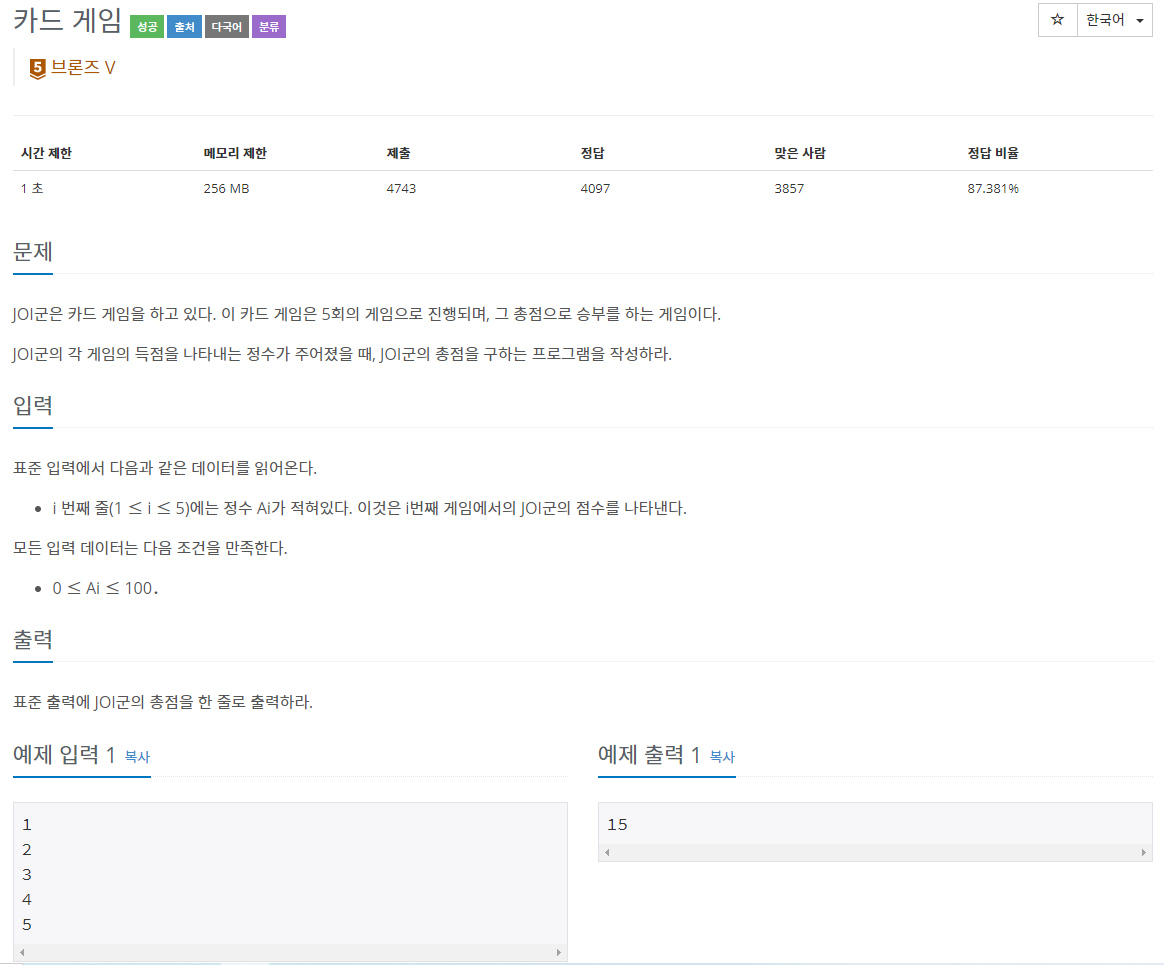 카드 게임 성공 출처 다국어 분류
☆ 한국어
5 브론즈 V
시간 제한 메모리 제한 제출 정답 맞은 사람 정답 비율
1 초 256 MB 4743 4097 3857 87.381%
문제
JOI군은 카드 게임을 하고 있다. 이 카드 게임은 5회의 게임으로 진행되며, 그 총점으로 승부를 하는 게임이다.
JOI군의 각 게임의 득점을 나타내는 정수가 주어졌을 때, JOI군의 총점을 구하는 프로그램을 작성하라.
입력
표준 입력에서 다음과 같은 데이터를 읽어온다.
• i 번째 줄(1 ≤ i ≤ 5)에는 정수 Ai가 적혀있다. 이것은 i번째 게임에서의 JOI군의 점수를 나타낸다.
모든 입력 데이터는 다음 조건을 만족한다.
• 0 ≤ Ai ≤ 100.
출력
표준 출력에 JOI군의 총점을 한 줄로 출력하라.
예제 입력 1 복사
1
2
3
4
5
예제 출력 1 복사
15